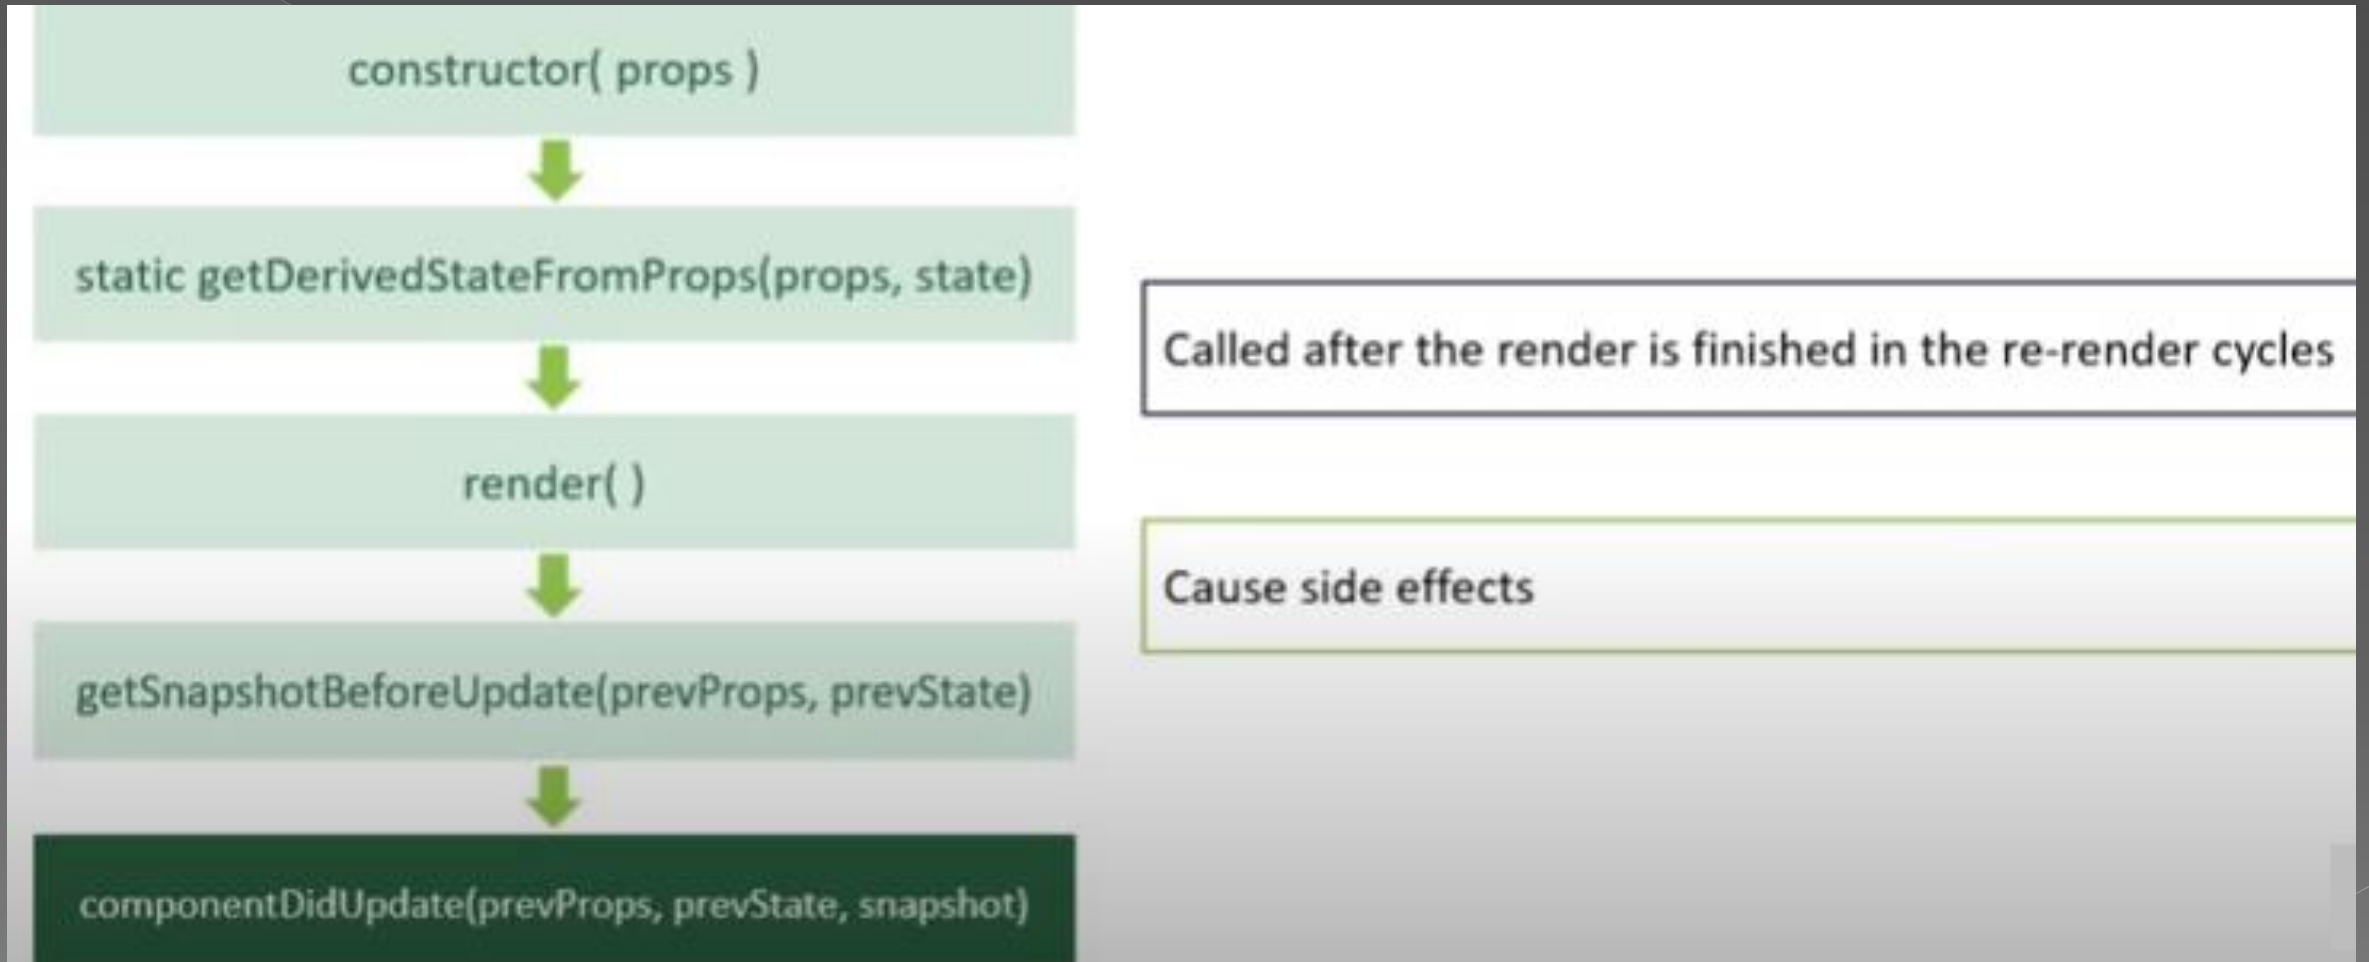 constructor( props )
static getDerivedStateFromProps(props, state)
render( )
getSnapshotBeforeUpdate(prevProps, prevState)
componentDidUpdate(prevProps, prevState, snapshot)
Called after the render is finished in the re-render cycles
Cause side effects